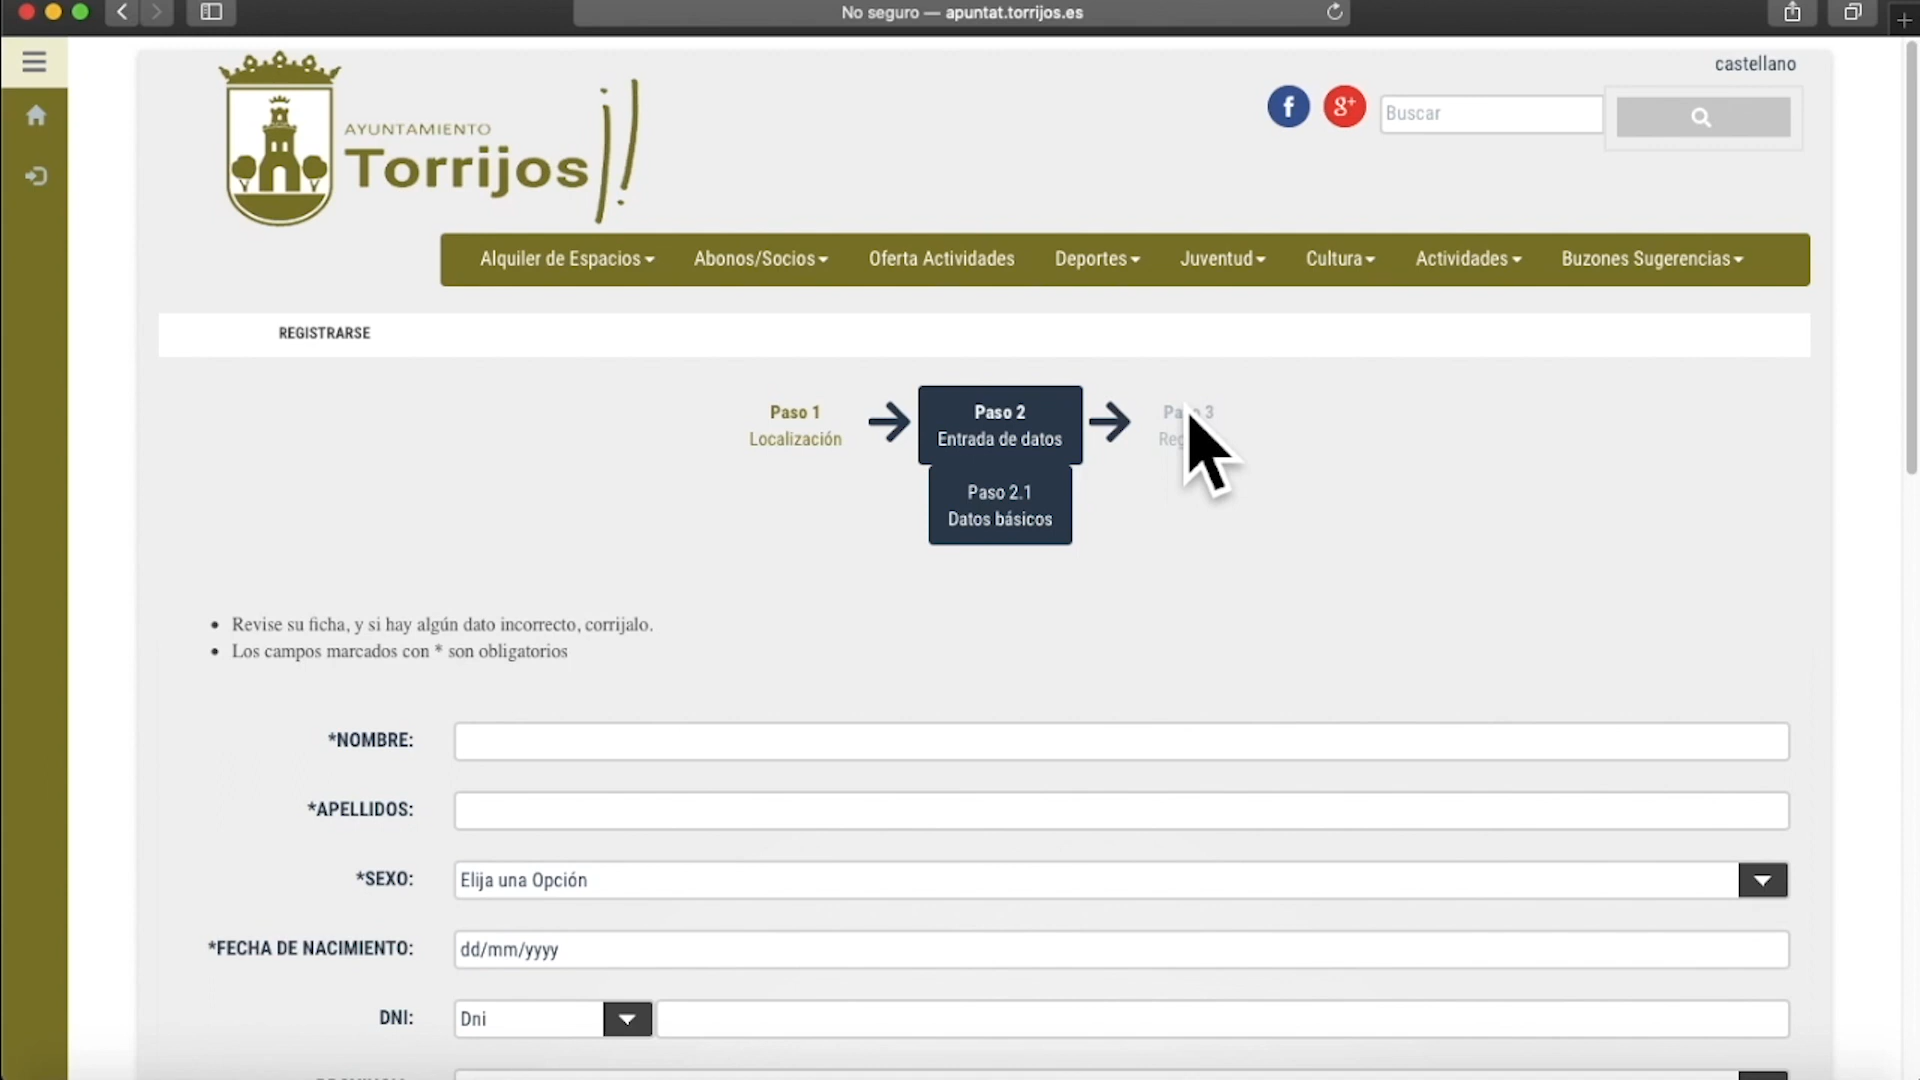 No seguro — apuntat.torrijos.es
castellano
AYUNTAMIENTO
Torrijos
f
g+
Buscar
Alquiler de Espacios
Abonos/Socios
Oferta Actividades
Deportes
Juventud
Cultura
Actividades
Buzones Sugerencias
REGISTRARSE
Paso 1
Localización
Paso 2
Entrada de datos
3
Paso 2.1
Datos básicos
Revise su ficha, y si hay algún dato incorrecto, corrijalo.
Los campos marcados con * son obligatorios
*NOMBRE:
*APELLIDOS:
*SEXO:
Elija una Opción
*FECHA DE NACIMIENTO:
dd/mm/yyyy
DNI:
Dni